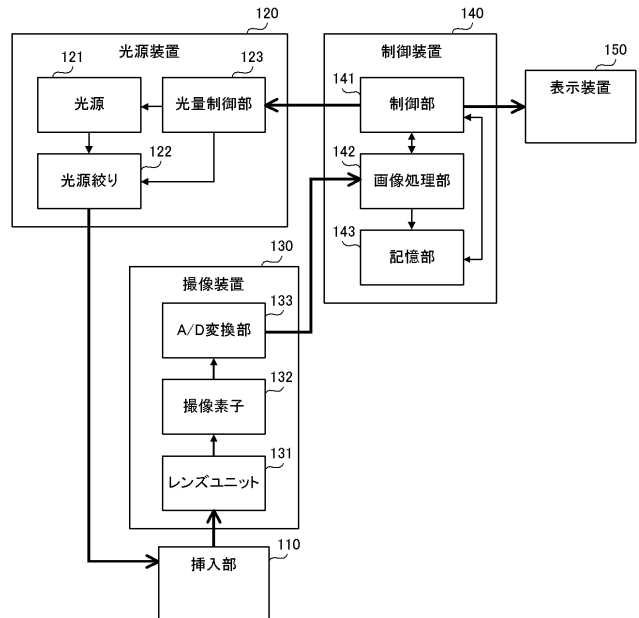 120
光源装置
121
光源
123
光量制御部
122
光源絞り
140
制御装置
141
制御部
142
画像処理部
143
記憶部
150
表示装置
130
撮像装置
133
A/D変換部
132
撮像素子
131
レンズユニット
110
挿入部